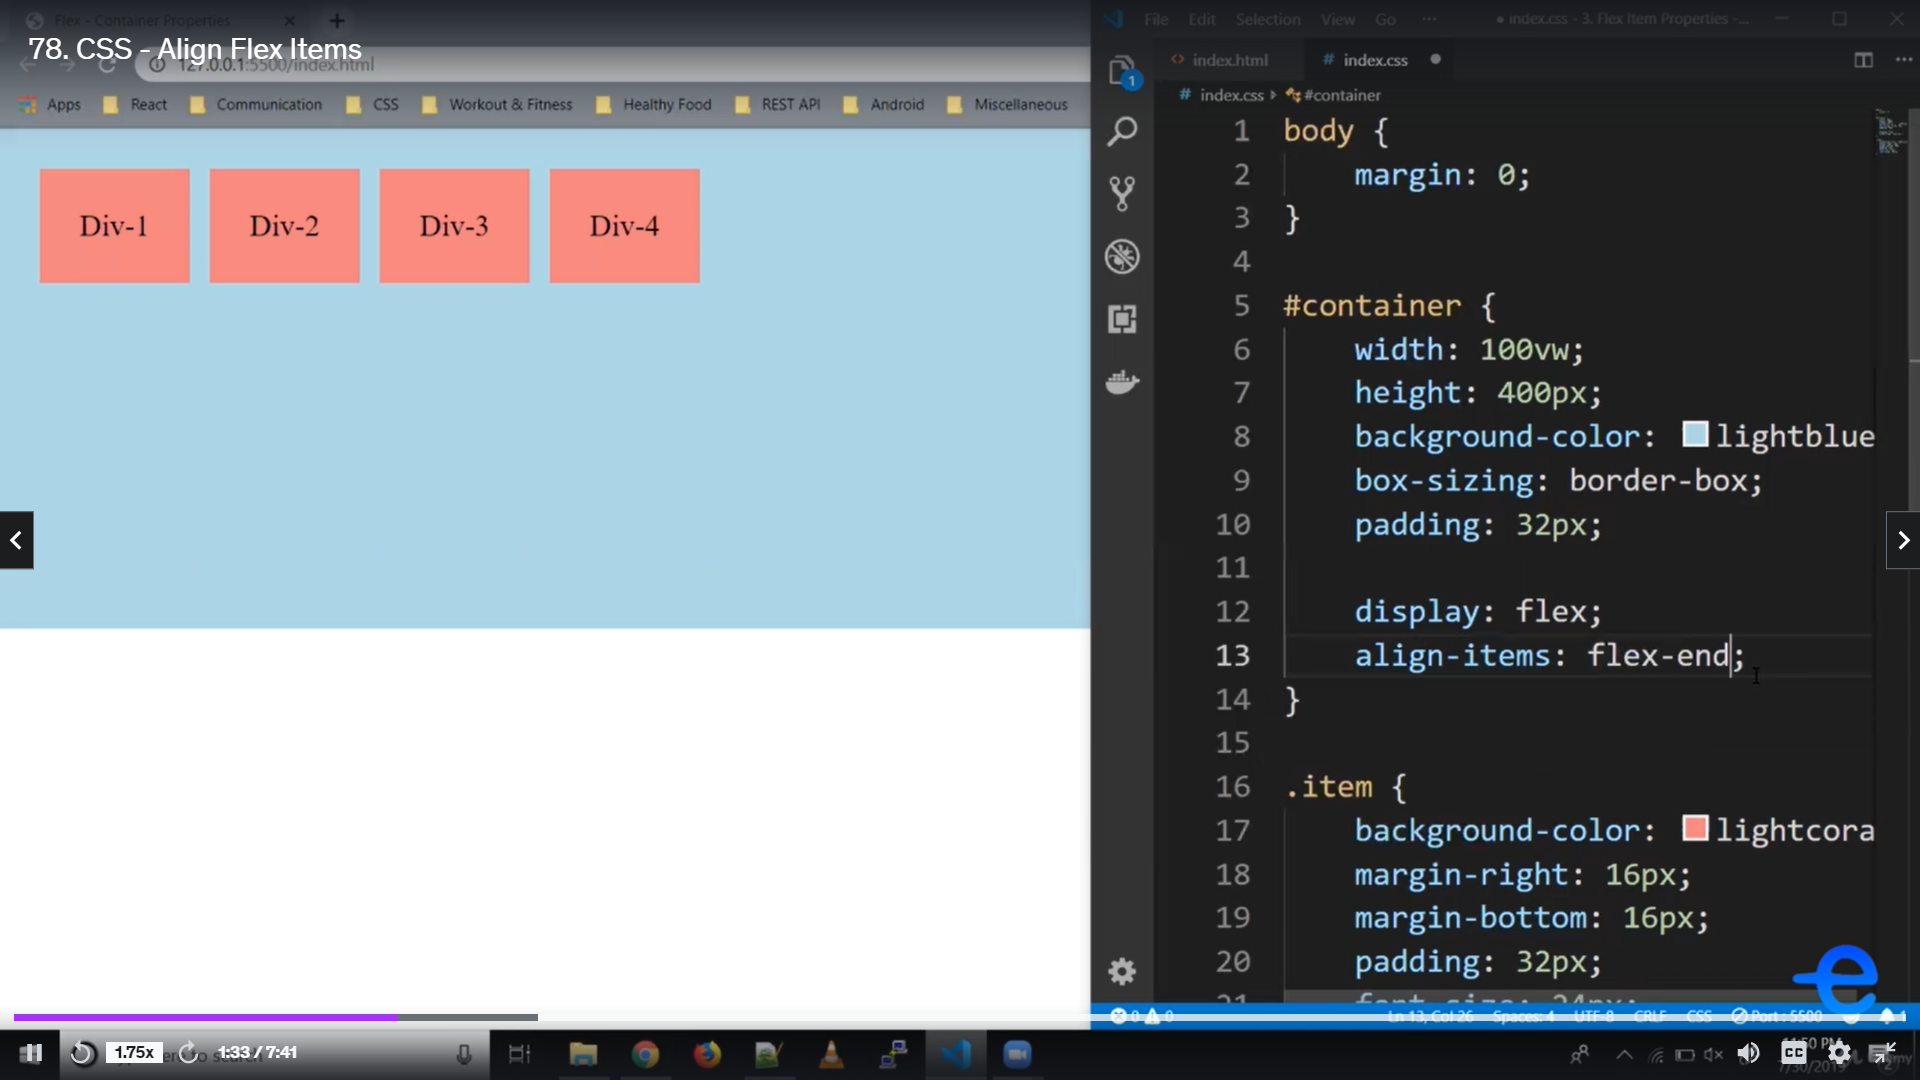 Flex - Container Properties
78. CSS - Align Flex Items
127.0.0.1:5500/index.html
Apps React Communication CSS Workout & Fitness Healthy Food REST API Android Miscellaneous
Div-1 Div-2 Div-3 Div-4
File Edit Selection View Go ··· ● index.css - 3. Flex Item Properties -...
index.html # index.css
1
# index.css #container
1 body {
2 margin: 0;
3 }
4
5 #container {
6 width: 100vw;
7 height: 400px;
8 background-color: lightblue
9 box-sizing: border-box;
10 padding: 32px;
11
12 display: flex;
13 align-items: flex-end;
14 }
15
16 .item {
17 background-color: lightcora
18 margin-right: 16px;
19 margin-bottom: 16px;
20 padding: 32px;
21 font-size: 24px;
0 0 Ln 13, Col 26 Spaces: 4 UTF-8 CRLF CSS Port : 5500 1
1.75x 1:33 / 7:41
CC